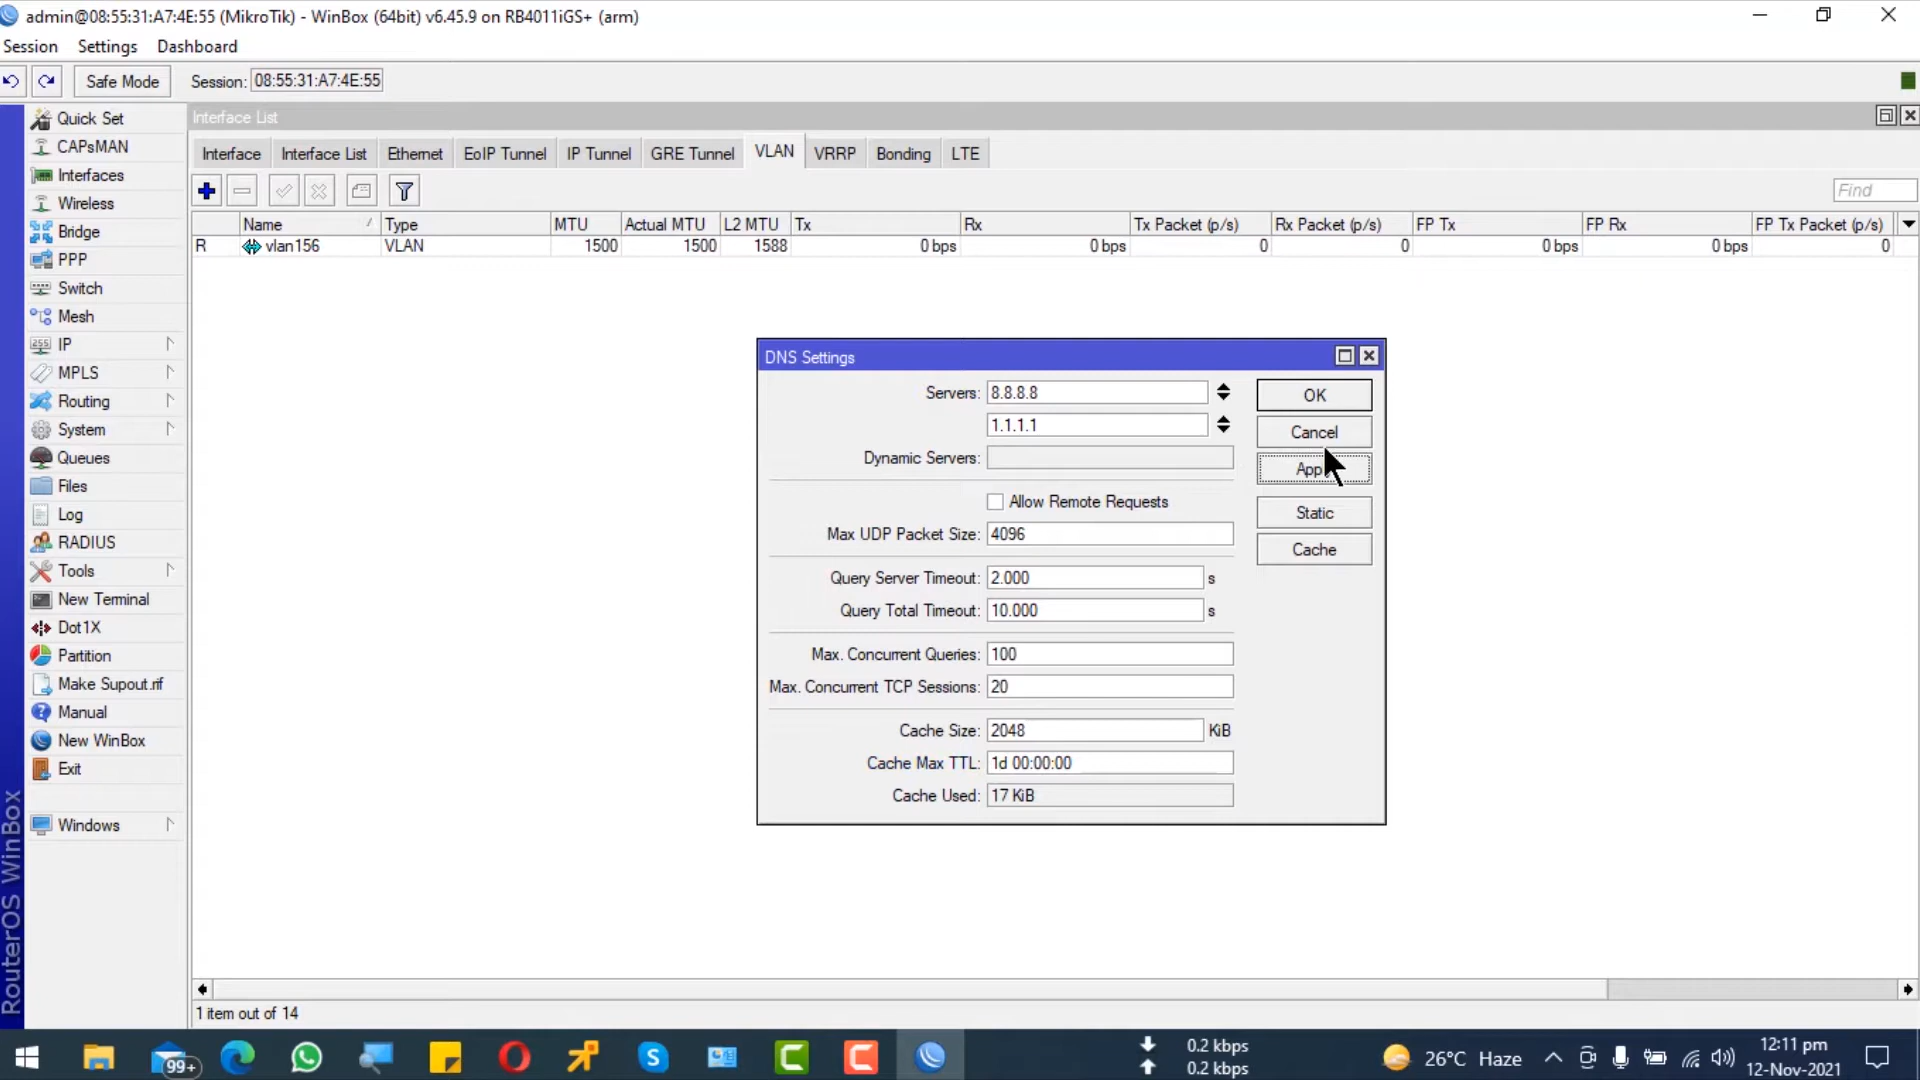 admin@08:55:31:A7:4E:55 (MikroTik) - WinBox (64bit) v6.45.9 on RB4011iGS+ (arm)
Session Settings Dashboard
Safe Mode Session: 08:55:31:A7:4E:55
Quick Set
CAPsMAN
Interfaces
Wireless
Bridge
PPP
Switch
Mesh
IP
MPLS
Routing
System
Queues
Files
Log
RADIUS
Tools
New Terminal
Dot1X
Partition
Make Supout.rif
Manual
New WinBox
Exit
Windows
RouterOS WinBox
Interface List
Interface Interface List Ethernet EoIP Tunnel IP Tunnel GRE Tunnel VLAN VRRP Bonding LTE
Find
Name Type MTU Actual MTU L2 MTU Tx Rx Tx Packet (p/s) Rx Packet (p/s) FP Tx FP Rx FP Tx Packet (p/s)
R vlan156 VLAN 1500 1500 1588 0 bps 0 bps 0 0 0 bps 0 bps 0
DNS Settings
Servers: 8.8.8.8
1.1.1.1
Dynamic Servers:
Allow Remote Requests
Max UDP Packet Size: 4096
Query Server Timeout: 2.000 s
Query Total Timeout: 10.000 s
Max. Concurrent Queries: 100
Max. Concurrent TCP Sessions: 20
Cache Size: 2048 KiB
Cache Max TTL: 1d 00:00:00
Cache Used: 17 KiB
OK
Cancel
Static
Cache
1 item out of 14
99+
0.2 kbps
0.2 kbps
26°C Haze
12:11 pm
12-Nov-2021